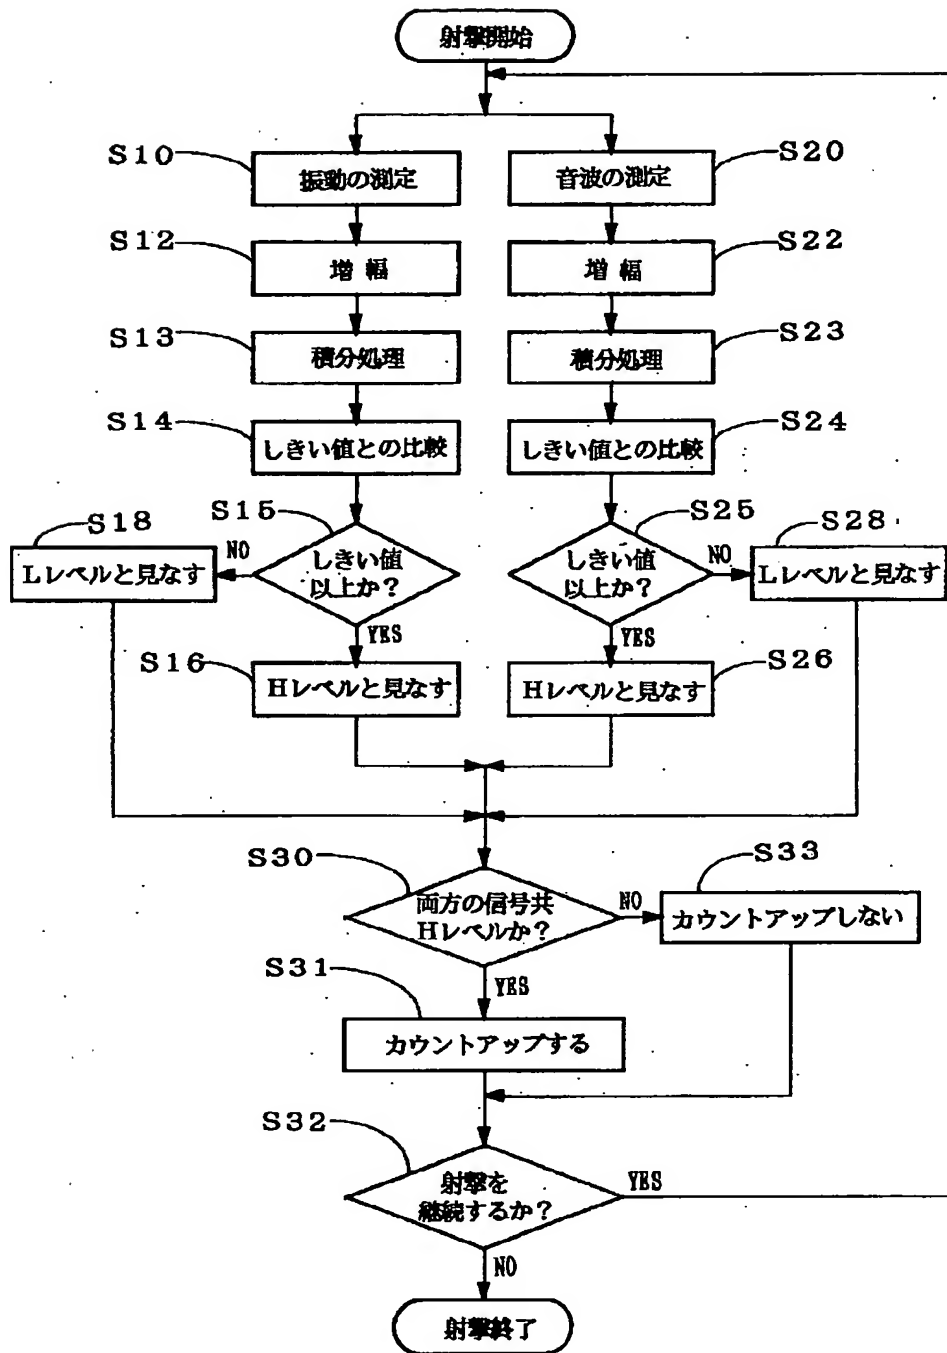 射撃開始
S10
振動の測定
音波の測定
S20
S12
増 幅
増 幅
S22
S13
積分処理
積分処理
S23
S14
しきい値との比較
しきい値との比較
S24
S18
S15
S25
S28
Lレベルと見なす
NO
しきい値
以上か?
しきい値
以上か?
NO
Lレベルと見なす
YES
YES
S16
Hレベルと見なす
Hレベルと見なす
S26
S30
S33
両方の信号共
Hレベルか?
NO
カウントアップしない
S31
YES
カウントアップする
S32
射撃を
継続するか?
YES
NO
射撃終了